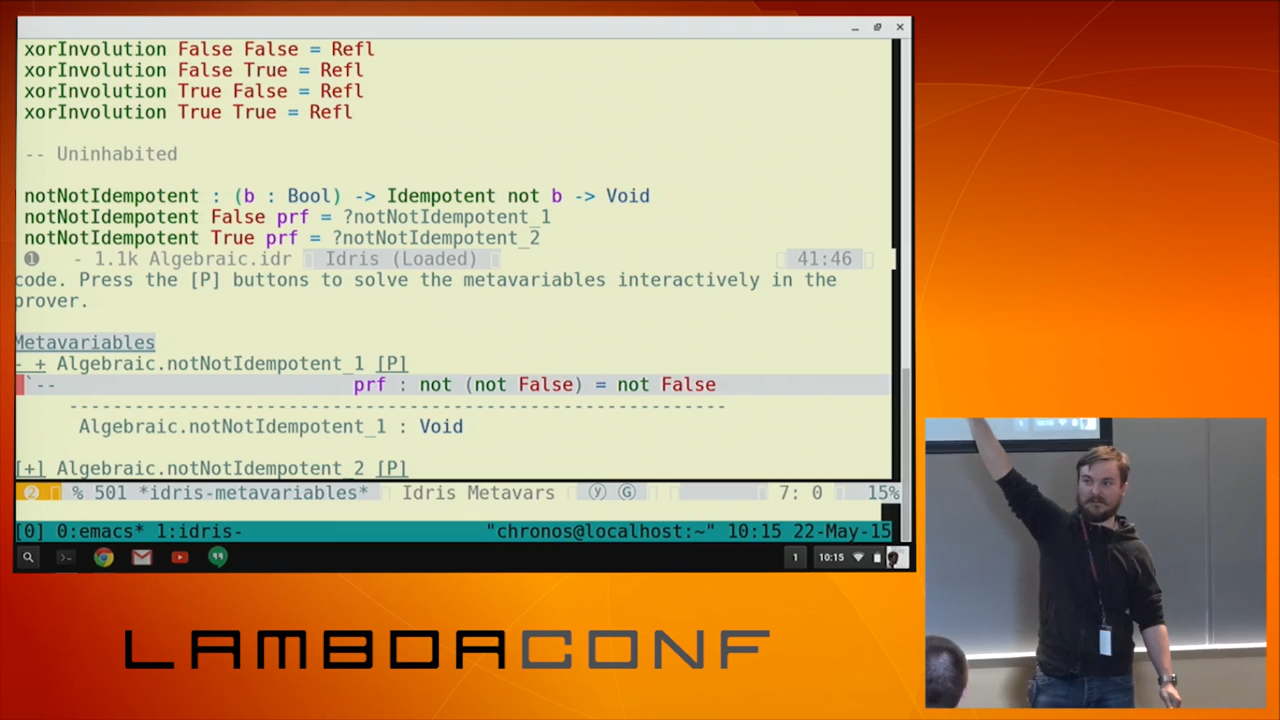 xorInvolution False False = Refl
xorInvolution False True = Refl
xorInvolution True False = Refl
xorInvolution True True = Refl
-- Uninhabited
notNotIdempotent : (b : Bool) -> Idempotent not b -> Void
notNotIdempotent False prf = ?notNotIdempotent_1
notNotIdempotent True prf = ?notNotIdempotent_2
❶ - 1.1k Algebraic.idr Idris (Loaded) 41:46
code. Press the [P] buttons to solve the metavariables interactively in the
prover.
Metavariables
- + Algebraic.notNotIdempotent_1 [P]
`-- prf : not (not False) = not False
-------------------------------------------------------------
Algebraic.notNotIdempotent_1 : Void
[+] Algebraic.notNotIdempotent_2 [P]
❷ % 501 *idris-metavariables* Idris Metavars ⓨ Ⓖ 7: 0 15%
[0] 0:emacs* 1:idris- "chronos@localhost:~" 10:15 22-May-15
1 10:15
LAMBDACONF